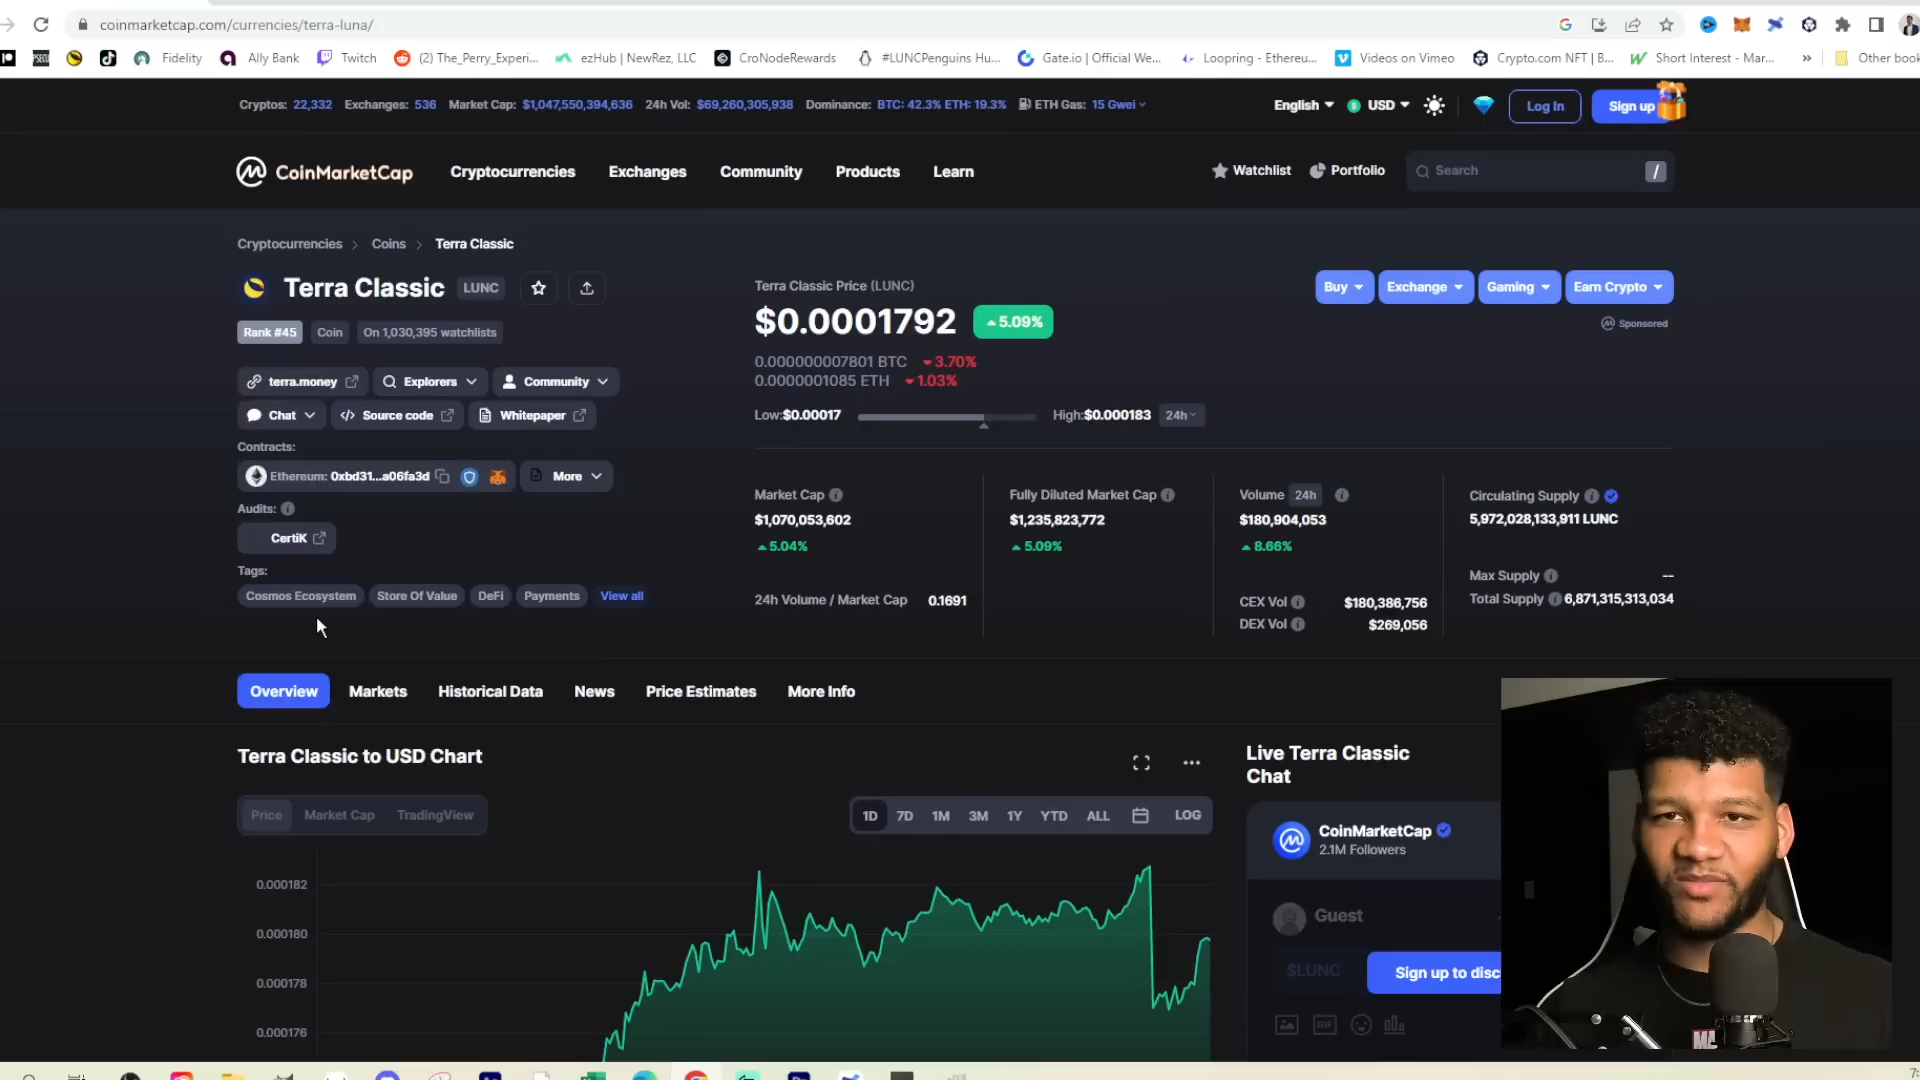 coinmarketcap.com/currencies/terra-luna/
Fidelity Ally Bank Twitch (2) The_Perry_Experi... ezHub | NewRez, LLC CroNodeRewards #LUNCPenguins Hu... Gate.io | Official We... Loopring - Ethereu... Videos on Vimeo Crypto.com NFT | B... Short Interest - Mar... » Other book
Cryptos: 22,332 Exchanges: 536 Market Cap: $1,047,550,394,636 24h Vol: $69,260,305,938 Dominance: BTC: 42.3% ETH: 19.3% ETH Gas: 15 Gwei
English USD Log In Sign up
CoinMarketCap Cryptocurrencies Exchanges Community Products Learn
Watchlist Portfolio Search /
Cryptocurrencies > Coins > Terra Classic
Terra Classic LUNC
Rank #45 Coin On 1,030,395 watchlists
terra.money Explorers Community
Chat Source code Whitepaper
Contracts:
Ethereum: 0xbd31...a06fa3d More
Audits:
CertiK
Tags:
Cosmos Ecosystem Store Of Value DeFi Payments View all
Terra Classic Price (LUNC)
$0.0001792 5.09%
0.000000007801 BTC 3.70%
0.0000001085 ETH 1.03%
Low:$0.00017 High:$0.000183 24h
Buy Exchange Gaming Earn Crypto
Sponsored
Market Cap
$1,070,053,602
5.04%
24h Volume / Market Cap 0.1691
Fully Diluted Market Cap
$1,235,823,772
5.09%
Volume 24h
$180,904,053
8.66%
CEX Vol $180,386,756
DEX Vol $269,056
Circulating Supply
5,972,028,133,911 LUNC
Max Supply --
Total Supply 6,871,315,313,034
Overview Markets Historical Data News Price Estimates More Info
Terra Classic to USD Chart
Price Market Cap TradingView
1D 7D 1M 3M 1Y YTD ALL LOG
0.000182
0.000180
0.000178
0.000176
Live Terra Classic
Chat
CoinMarketCap
2.1M Followers
Guest
$LUNC
Sign up to disc
GIF